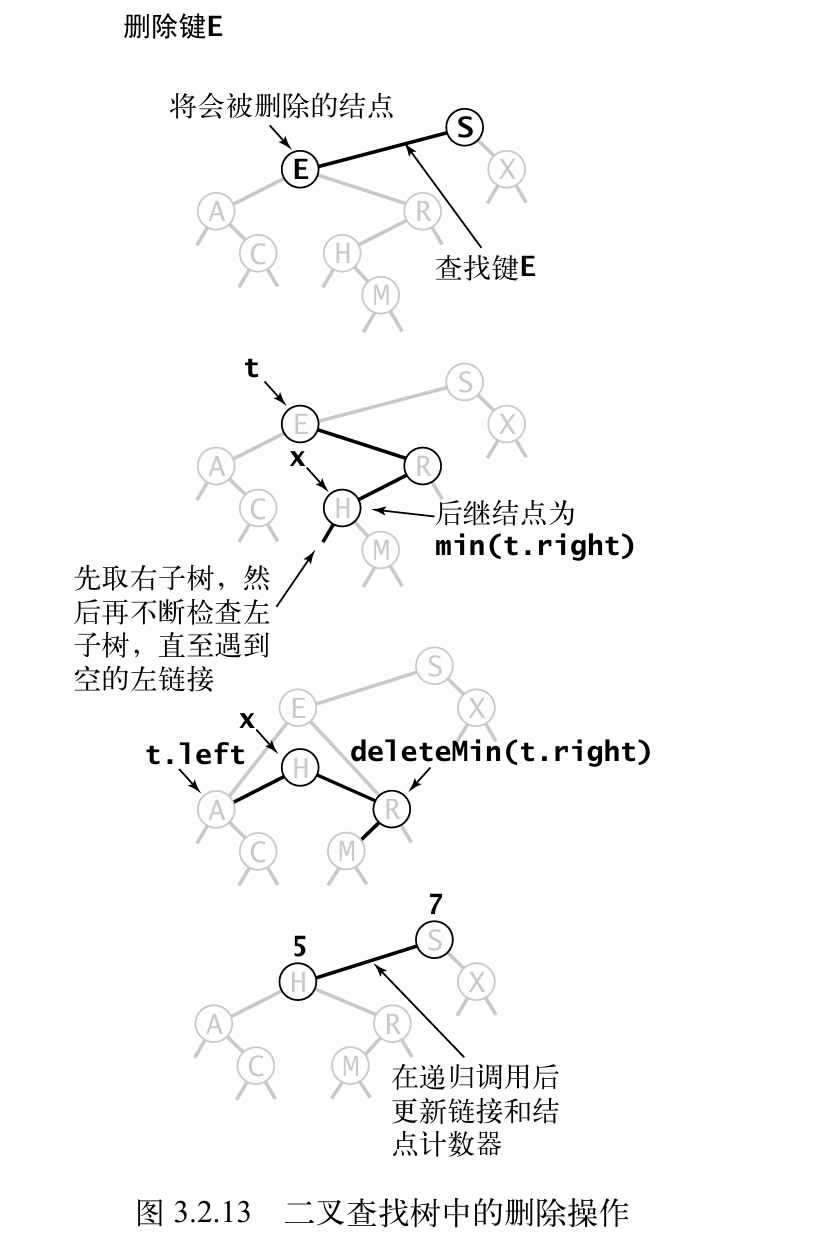 删除键E
将会被删除的结点
S
E
X
A
R
C
H
查找键E
M
t
S
E
X
x
A
R
C
H
后继结点为
M
min(t.right)
先取右子树，然
后再不断检查左
子树，直至遇到
空的左链接
S
E
X
x
t.left
deleteMin(t.right)
H
A
R
C
M
7
5
S
H
X
A
R
C
M
在递归调用后
更新链接和结
点计数器
图 3.2.13 二叉查找树中的删除操作